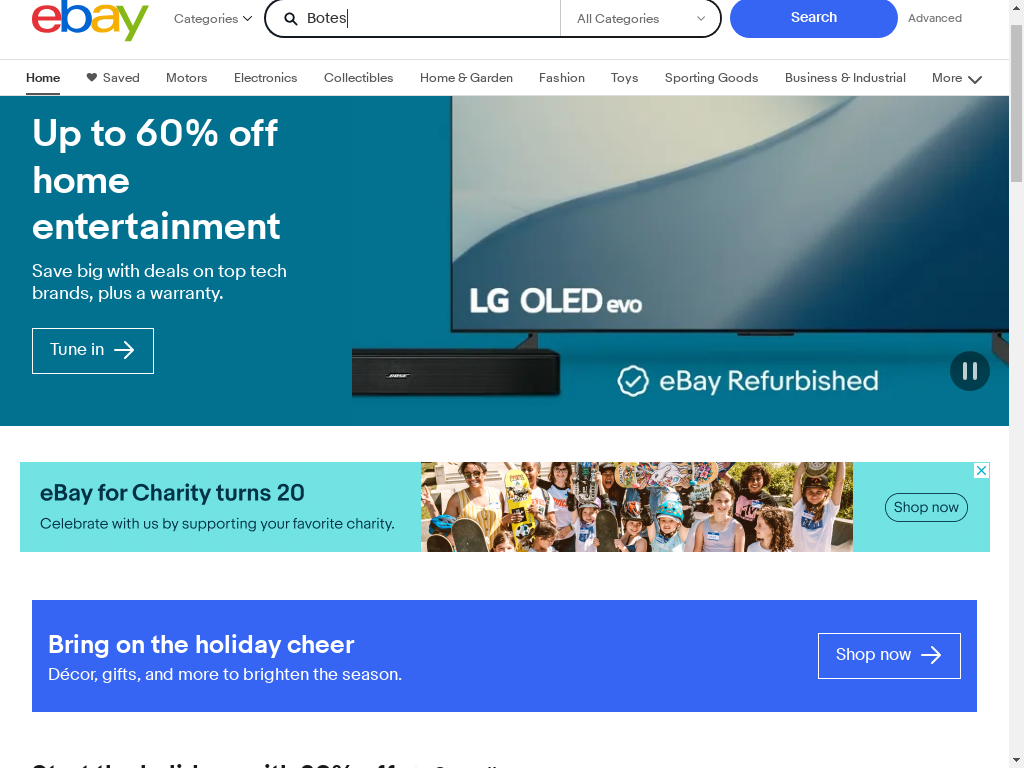 ebay
Categories
Botes
All Categories
Search
Advanced
Home
Saved
Motors
Electronics
Collectibles
Home & Garden
Fashion
Toys
Sporting Goods
Business & Industrial
More
Up to 60% off
home
entertainment
Save big with deals on top tech
brands, plus a warranty.
Tune in
LG OLED evo
BOSE
eBay Refurbished
eBay for Charity turns 20
Celebrate with us by supporting your favorite charity.
Shop now
Bring on the holiday cheer
Décor, gifts, and more to brighten the season.
Shop now